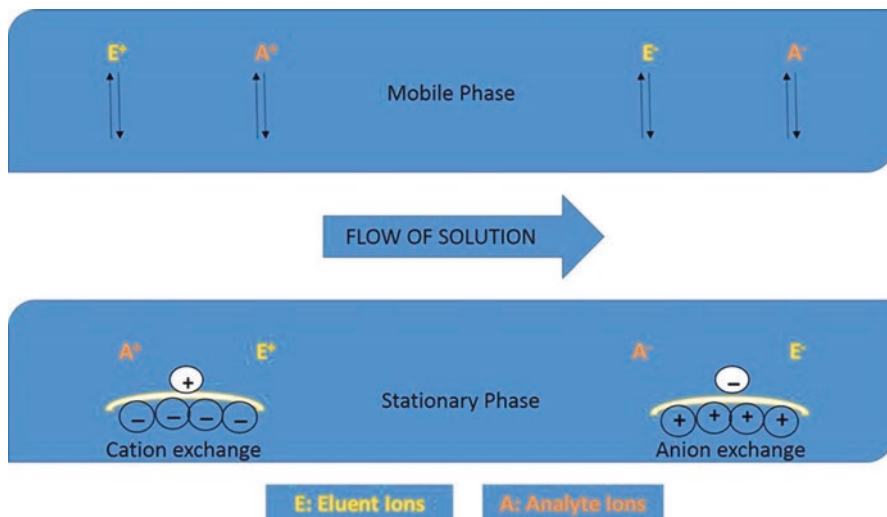 E⁺ A⁺ E⁻ A⁻
Mobile Phase
FLOW OF SOLUTION
A⁺ E⁺ A⁻ E⁻
+ −
Stationary Phase
− − − − + + + +
Cation exchange Anion exchange
E: Eluent Ions A: Analyte Ions